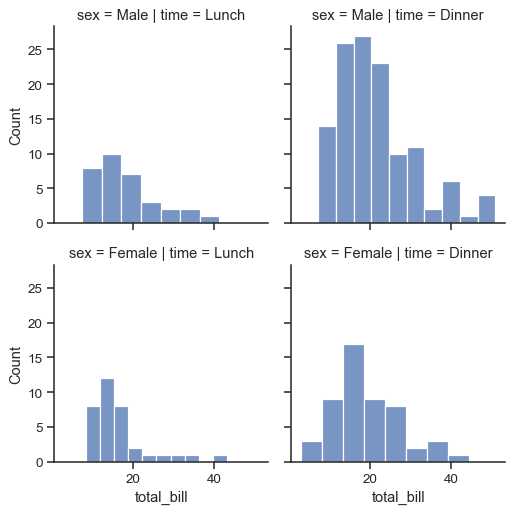 sex = Male | time = Lunch
sex = Male | time = Dinner
25
20
15
10
5
0
Count
sex = Female | time = Lunch
sex = Female | time = Dinner
25
20
15
10
5
0
Count
20
40
20
40
total_bill
total_bill